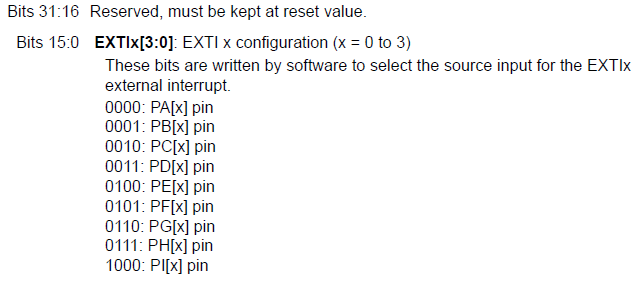 Bits 31:16 Reserved, must be kept at reset value.
Bits 15:0 EXTIx[3:0]: EXTI x configuration (x = 0 to 3)
These bits are written by software to select the source input for the EXTIx
external interrupt.
0000: PA[x] pin
0001: PB[x] pin
0010: PC[x] pin
0011: PD[x] pin
0100: PE[x] pin
0101: PF[x] pin
0110: PG[x] pin
0111: PH[x] pin
1000: PI[x] pin